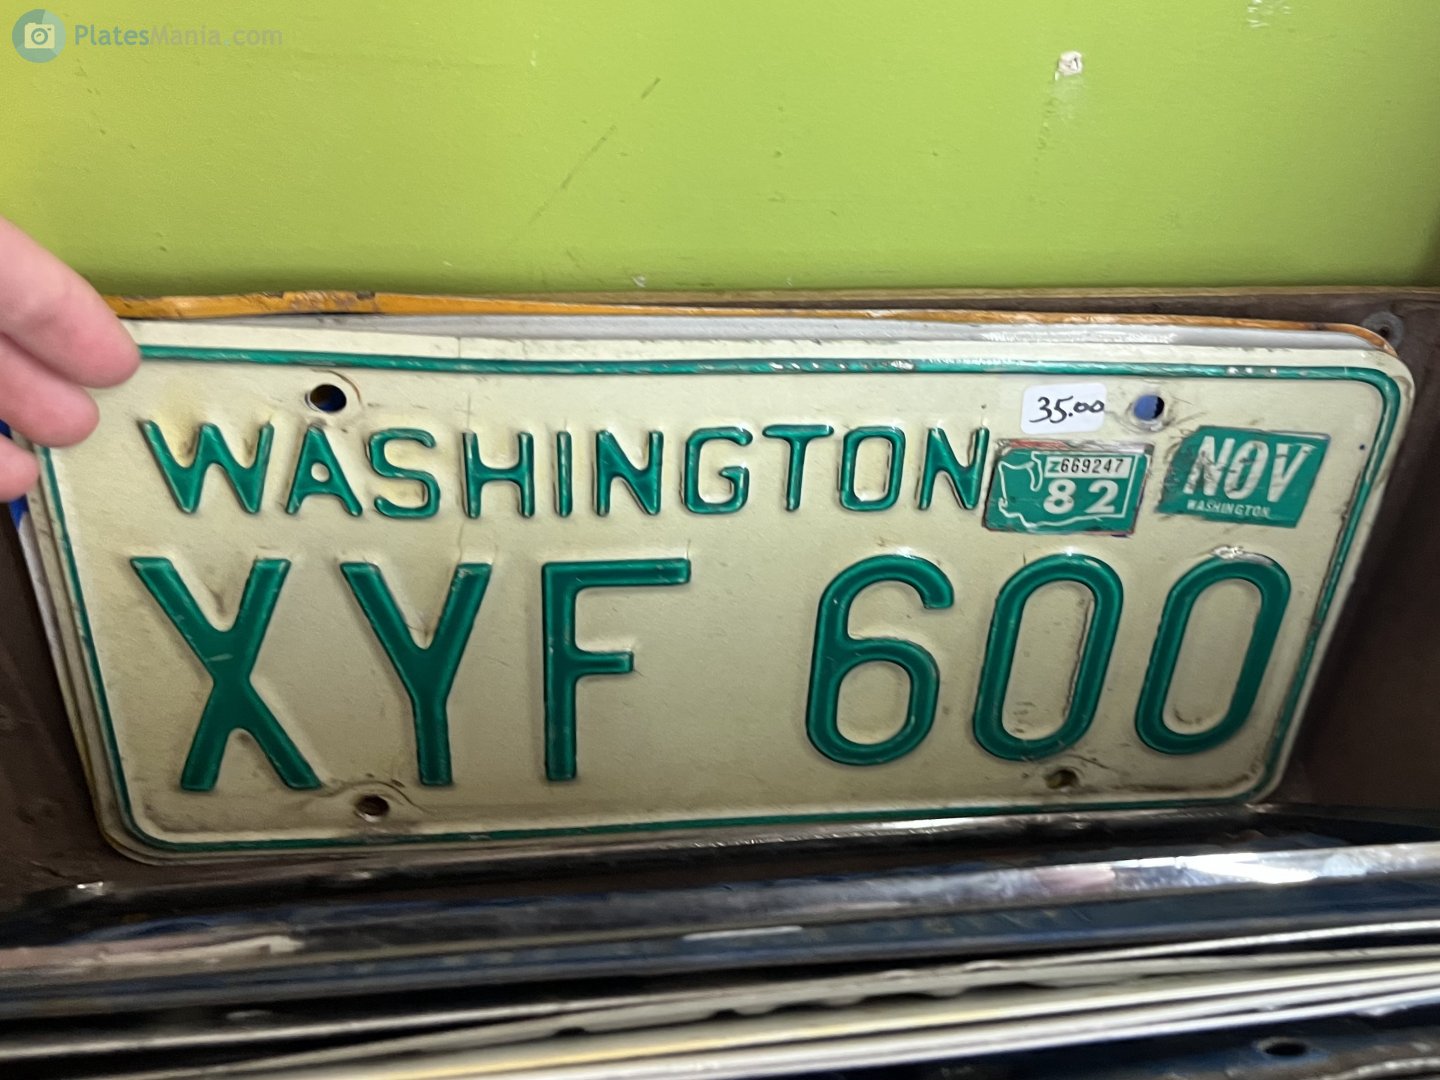 PlatesMania.com
35.00
WASHINGTON
Z669247
82
NOV
WASHINGTON
XYF 600